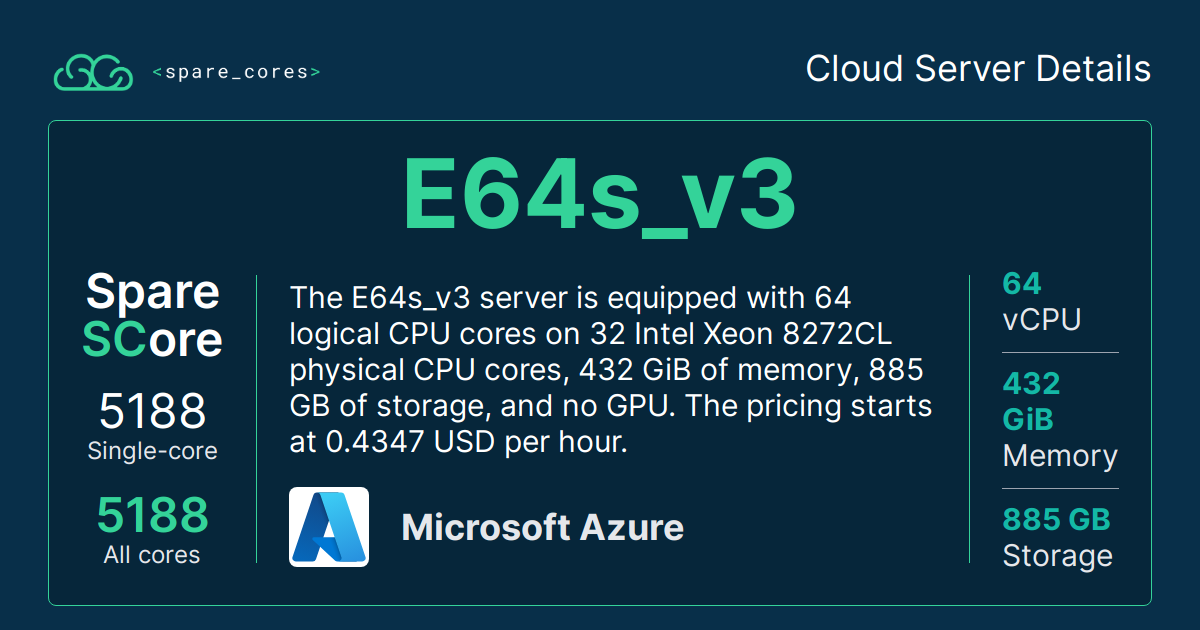 <spare_cores>
Cloud Server Details
E64s_v3
Spare
SCore
5188
Single-core
5188
All cores
The E64s_v3 server is equipped with 64
logical CPU cores on 32 Intel Xeon 8272CL
physical CPU cores, 432 GiB of memory, 885
GB of storage, and no GPU. The pricing starts
at 0.4347 USD per hour.
Microsoft Azure
64
vCPU
432
GiB
Memory
885 GB
Storage